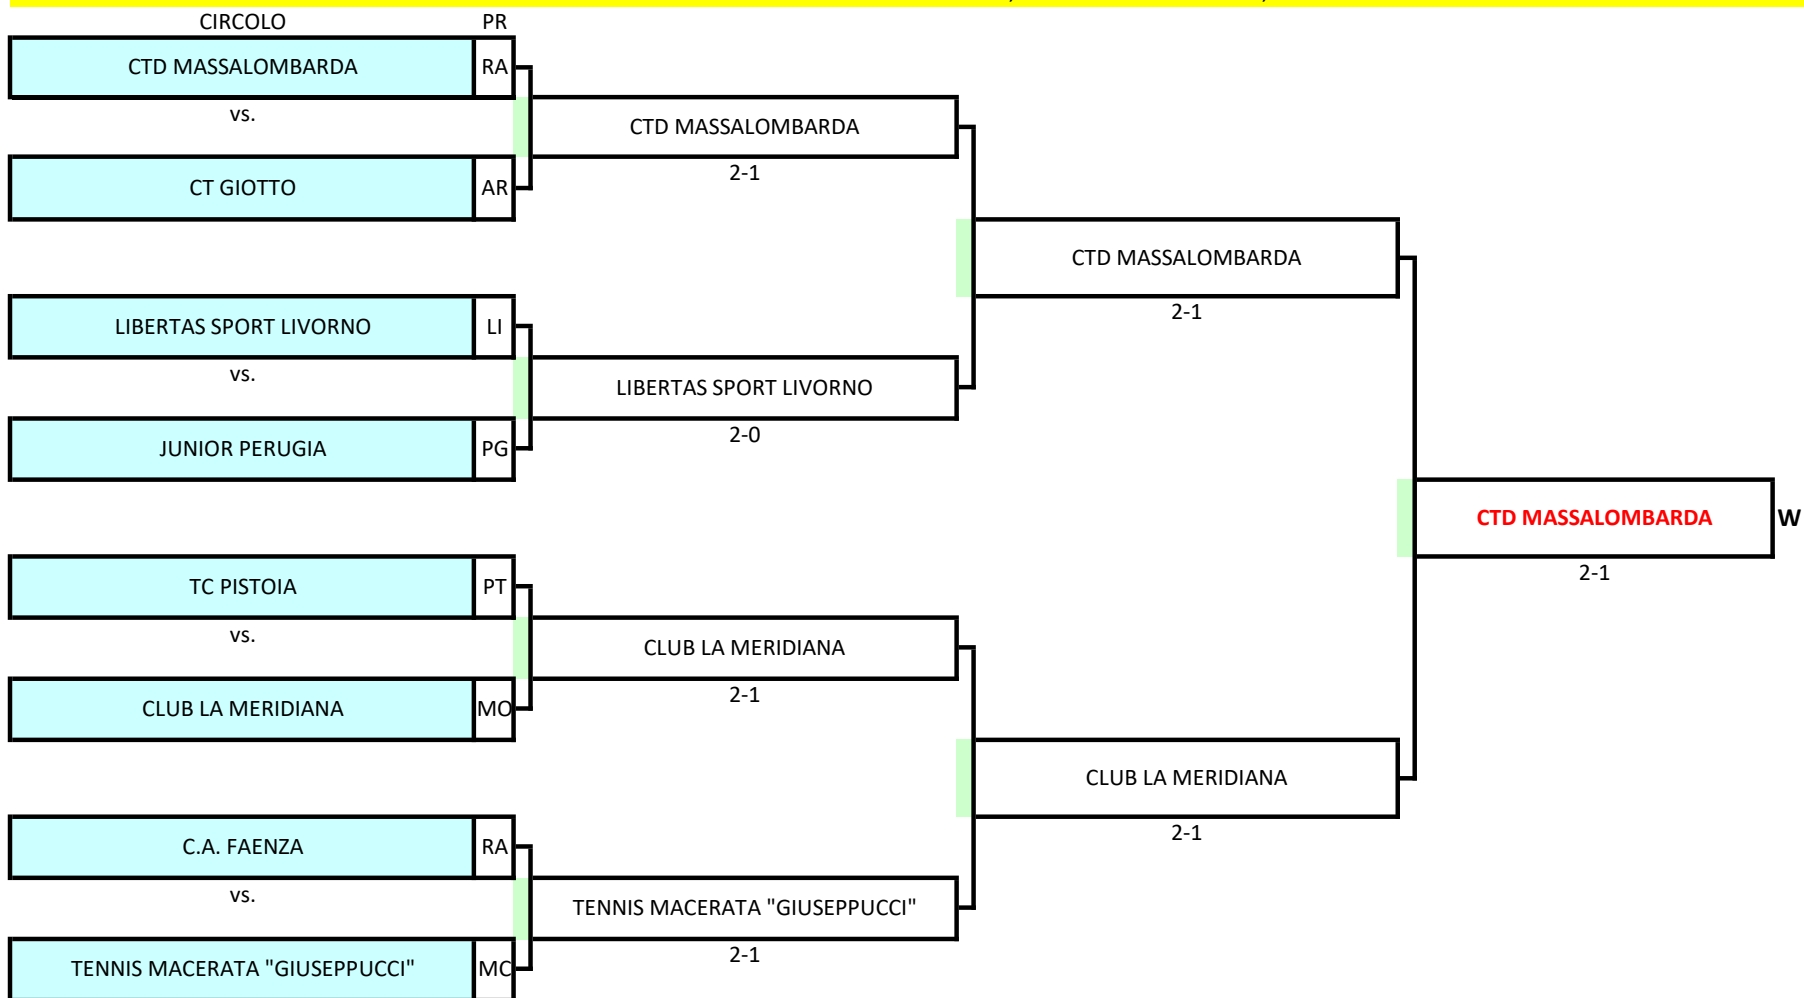 CIRCOLO PR
CTD MASSALOMBARDA RA
vs.
CTD MASSALOMBARDA
2-1
CT GIOTTO AR
CTD MASSALOMBARDA
2-1
LIBERTAS SPORT LIVORNO LI
vs.
LIBERTAS SPORT LIVORNO
2-0
JUNIOR PERUGIA PG
CTD MASSALOMBARDA W
2-1
TC PISTOIA PT
vs.
CLUB LA MERIDIANA
2-1
CLUB LA MERIDIANA MO
CLUB LA MERIDIANA
2-1
C.A. FAENZA RA
vs.
TENNIS MACERATA "GIUSEPPUCCI"
2-1
TENNIS MACERATA "GIUSEPPUCCI" MC